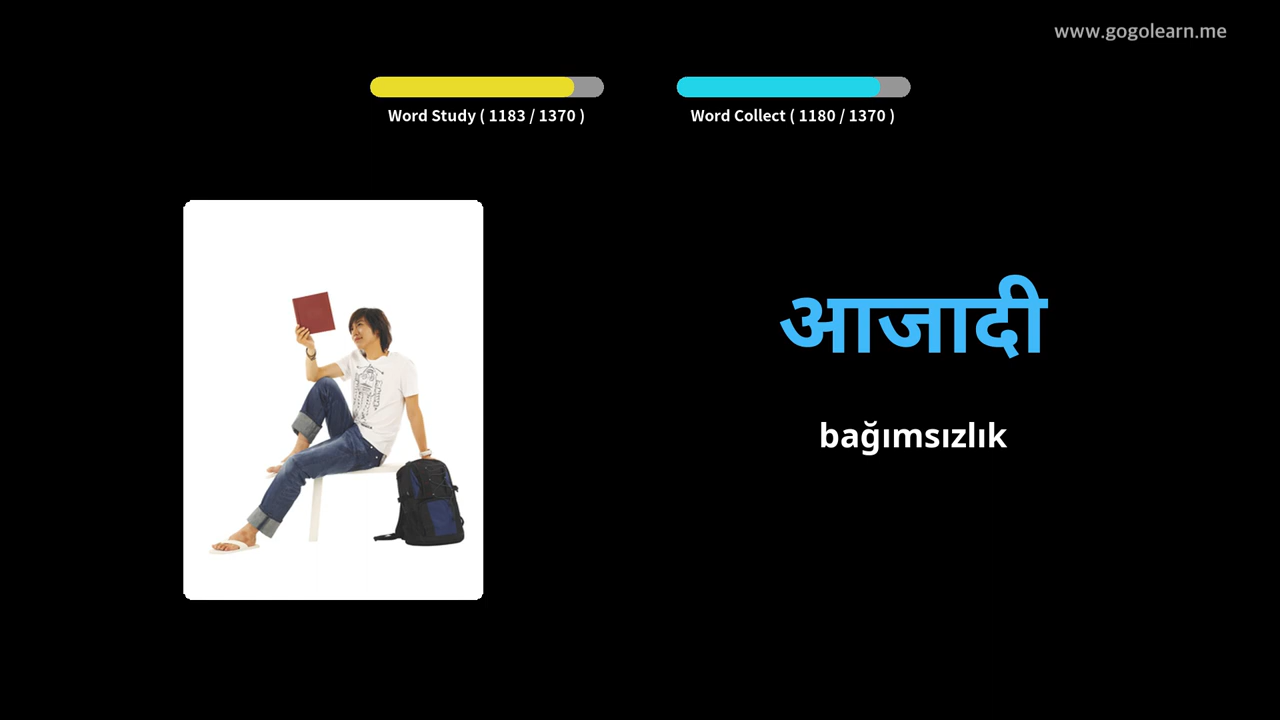 www.gogolearn.me
Word Study ( 1183 / 1370 )
Word Collect ( 1180 / 1370 )
आजादी
bağımsızlık